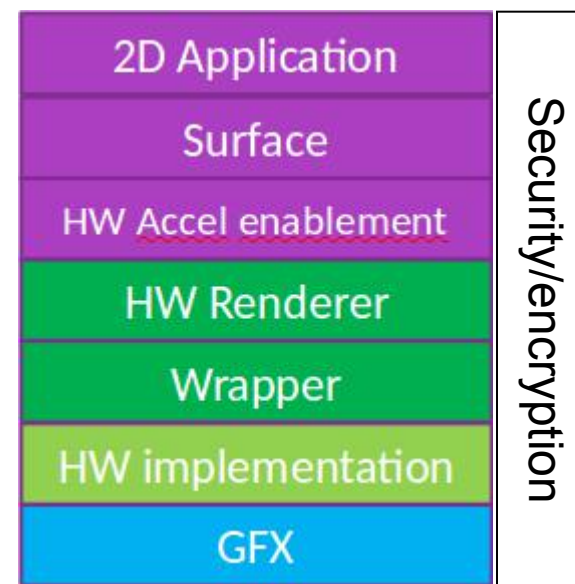 2D Application
Surface
HW Accel enablement
HW Renderer
Wrapper
HW implementation
GFX
Security/encryption